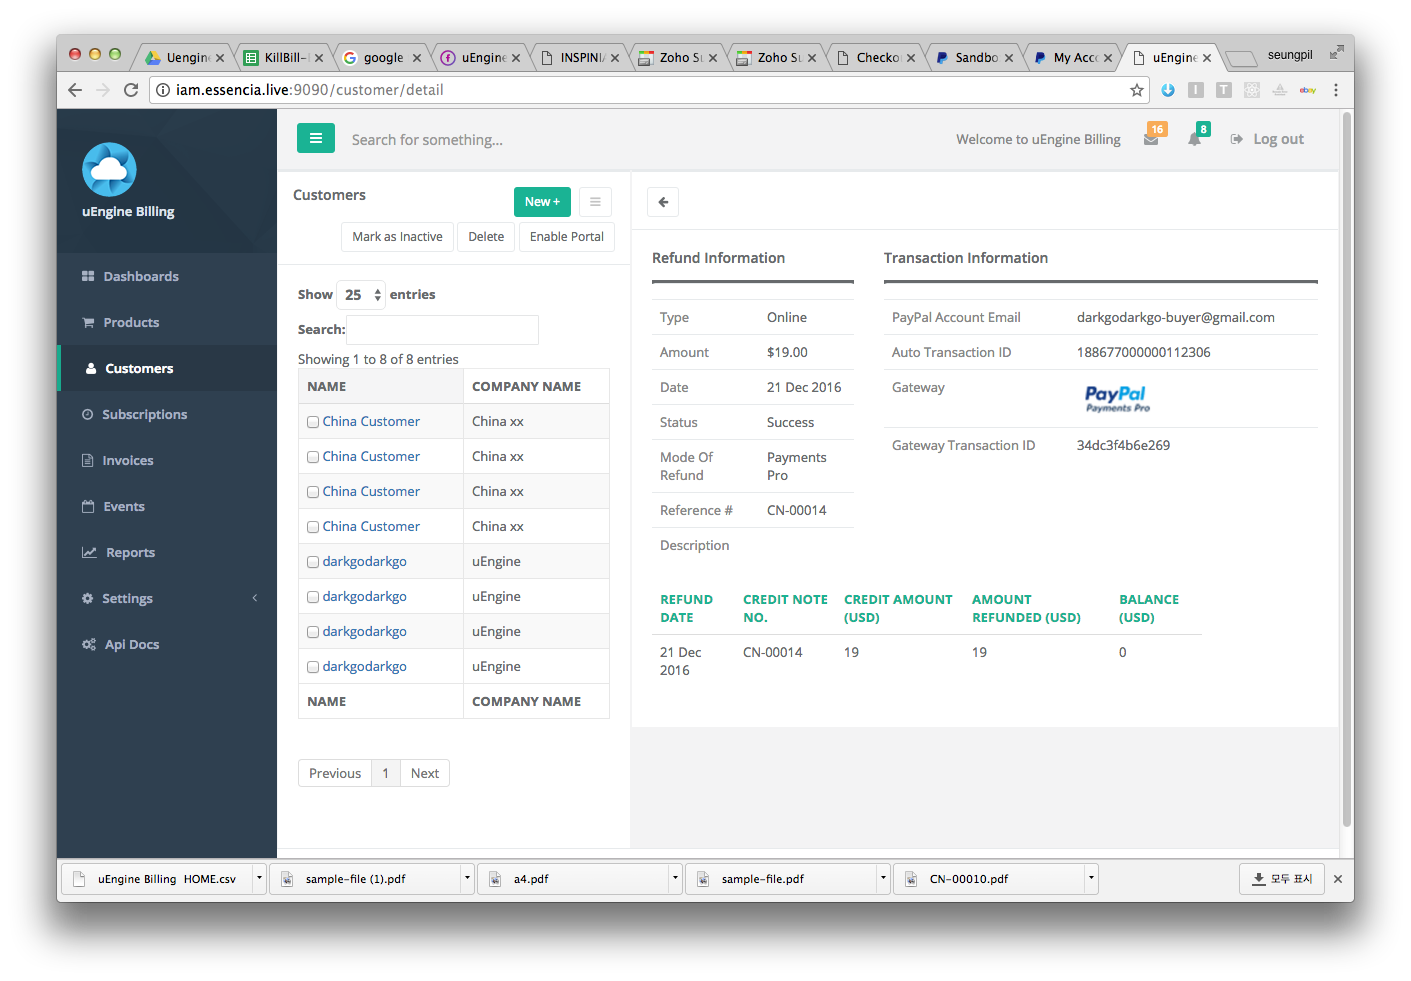 Uengine
KillBill-
google
uEngine
INSPINI
Zoho Su
Zoho Su
Checko
Sandbo
My Acc
uEngine
seungpil
iam.essencia.live:9090/customer/detail
I
T
ebay
uEngine Billing
Dashboards
Products
Customers
Subscriptions
Invoices
Events
Reports
Settings
Api Docs
Search for something...
Welcome to uEngine Billing
16
8
Log out
Customers
New +
Mark as Inactive
Delete
Enable Portal
Show 25 entries
Search:
Showing 1 to 8 of 8 entries
NAME COMPANY NAME
China Customer China xx
China Customer China xx
China Customer China xx
China Customer China xx
darkgodarkgo uEngine
darkgodarkgo uEngine
darkgodarkgo uEngine
darkgodarkgo uEngine
NAME COMPANY NAME
Previous 1 Next
Refund Information
Type Online
Amount $19.00
Date 21 Dec 2016
Status Success
Mode Of Payments
Refund Pro
Reference # CN-00014
Description
Transaction Information
PayPal Account Email darkgodarkgo-buyer@gmail.com
Auto Transaction ID 188677000000112306
Gateway PayPal
Payments Pro
Gateway Transaction ID 34dc3f4b6e269
REFUND CREDIT NOTE CREDIT AMOUNT AMOUNT BALANCE
DATE NO. (USD) REFUNDED (USD) (USD)
21 Dec CN-00014 19 19 0
2016
uEngine Billing HOME.csv
sample-file (1).pdf
a4.pdf
sample-file.pdf
CN-00010.pdf
모두 표시